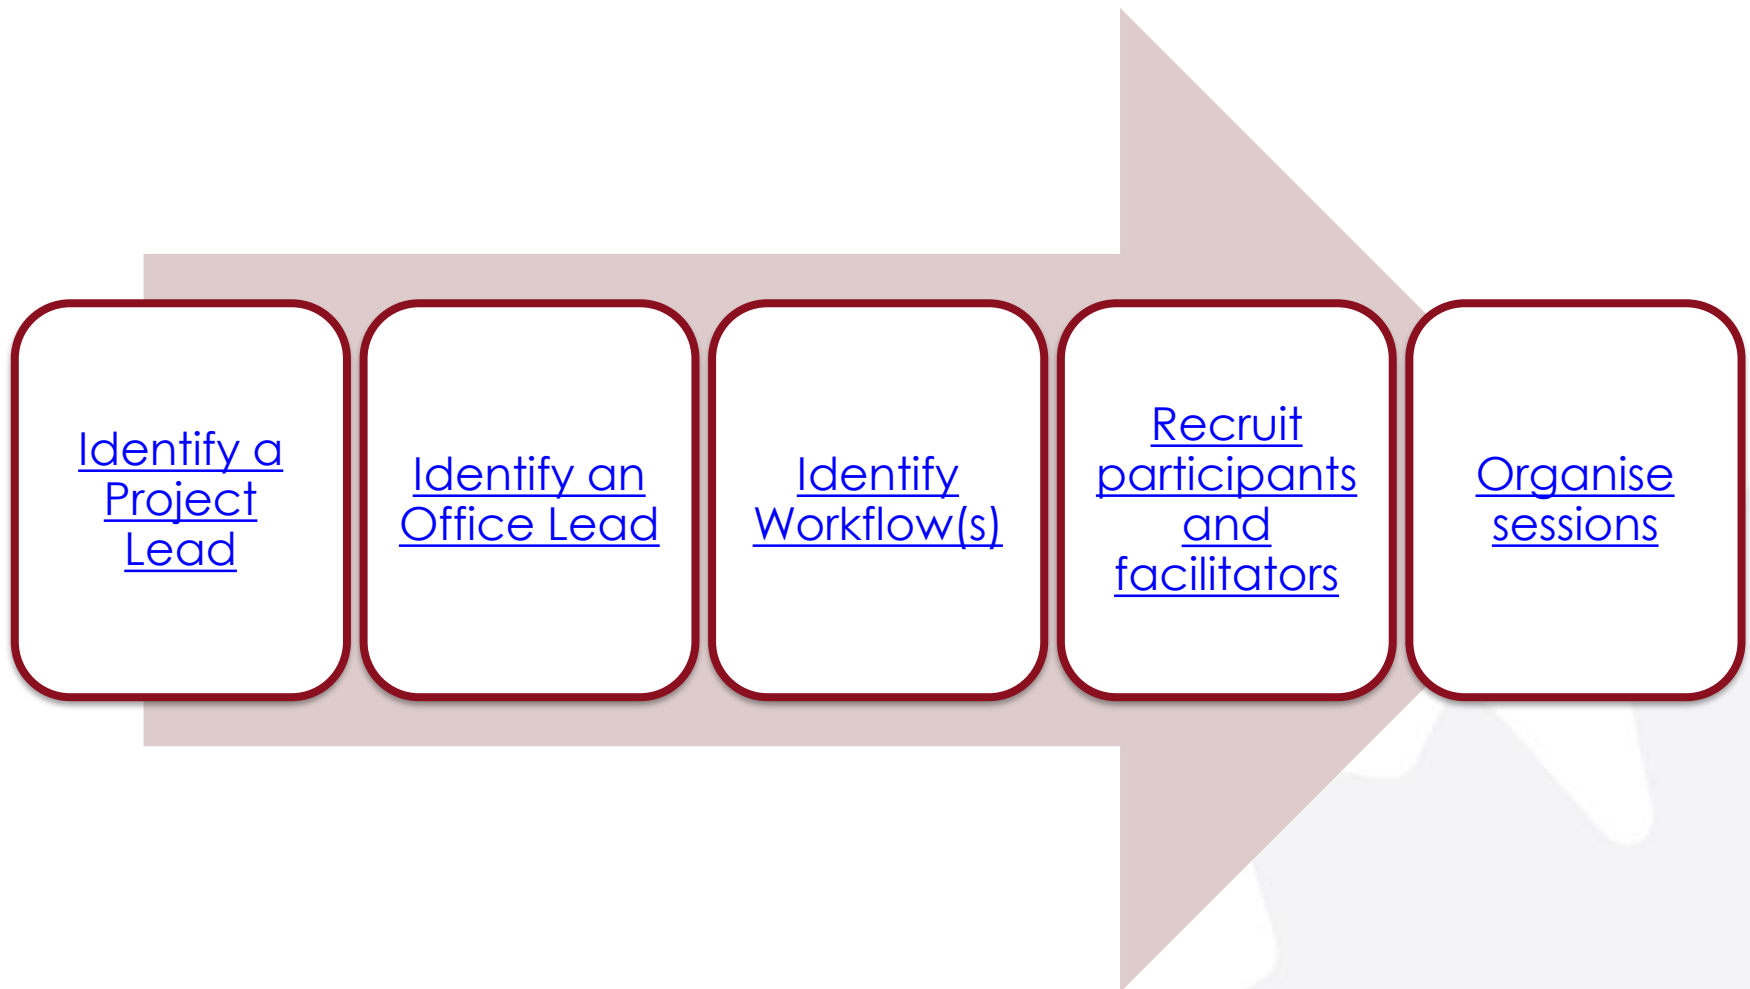 Identify a
Project
Lead
Identify an
Office Lead
Identify
Workflow(s)
Recruit
participants
and
facilitators
Organise
sessions